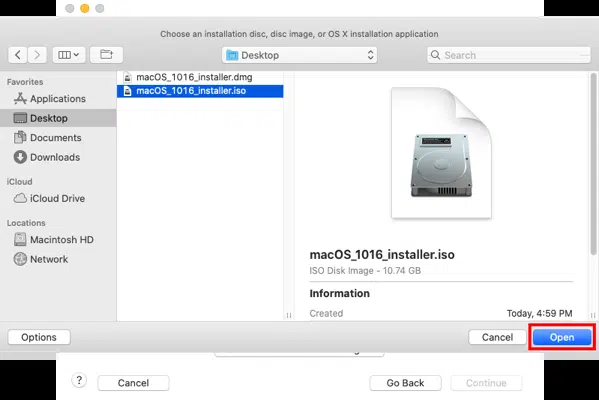 Choose an installation disc, disc image, or OS X installation application
Desktop
Search
Favorites
Applications
Desktop
Documents
Downloads
iCloud
iCloud Drive
Locations
Macintosh HD
Network
macOS_1016_installer.dmg
macOS_1016_installer.iso
macOS_1016_installer.iso
ISO Disk Image - 10.74 GB
Information
Created Today, 4:59 PM
Options
Cancel
Open
?
Cancel
Go Back
Continue